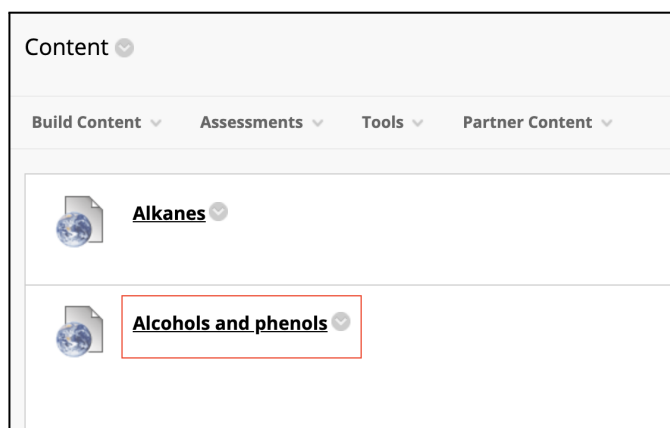 Content
Build Content Assessments Tools Partner Content
Alkanes
Alcohols and phenols